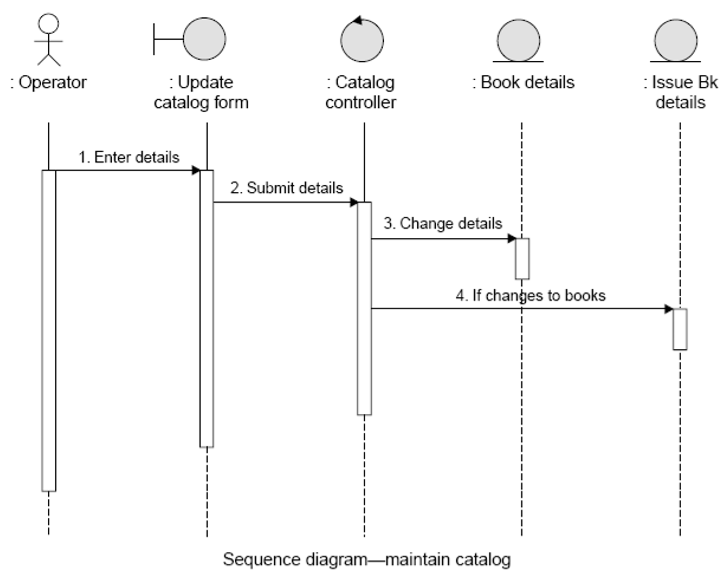 : Operator
: Update
catalog form
: Catalog
controller
: Book details
: Issue Bk
details
1. Enter details
2. Submit details
3. Change details
4. If changes to books
Sequence diagram—maintain catalog